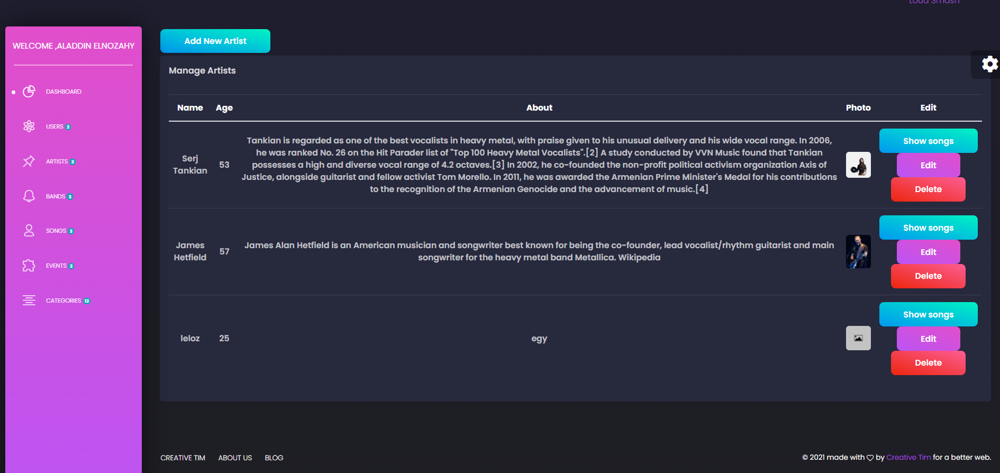 Loud Smash
WELCOME ,ALADDIN ELNOZAHY
DASHBOARD
USERS 2
ARTISTS 3
BANDS 3
SONGS 3
EVENTS 2
CATEGORIES 12
Add New Artist
Manage Artists
Name Age About Photo Edit
Serj
Tankian
53
Tankian is regarded as one of the best vocalists in heavy metal, with praise given to his unusual delivery and his wide vocal range. In 2006,
he was ranked No. 26 on the Hit Parader list of "Top 100 Heavy Metal Vocalists".[2] A study conducted by VVN Music found that Tankian
possesses a high and diverse vocal range of 4.2 octaves.[3] In 2002, he co-founded the non-profit political activism organization Axis of
Justice, alongside guitarist and fellow activist Tom Morello. In 2011, he was awarded the Armenian Prime Minister's Medal for his contributions
to the recognition of the Armenian Genocide and the advancement of music.[4]
Show songs
Edit
Delete
James
Hetfield
57
James Alan Hetfield is an American musician and songwriter best known for being the co-founder, lead vocalist/rhythm guitarist and main
songwriter for the heavy metal band Metallica. Wikipedia
Show songs
Edit
Delete
leloz
25
egy
Show songs
Edit
Delete
CREATIVE TIM ABOUT US BLOG
© 2021 made with ♡ by Creative Tim for a better web.